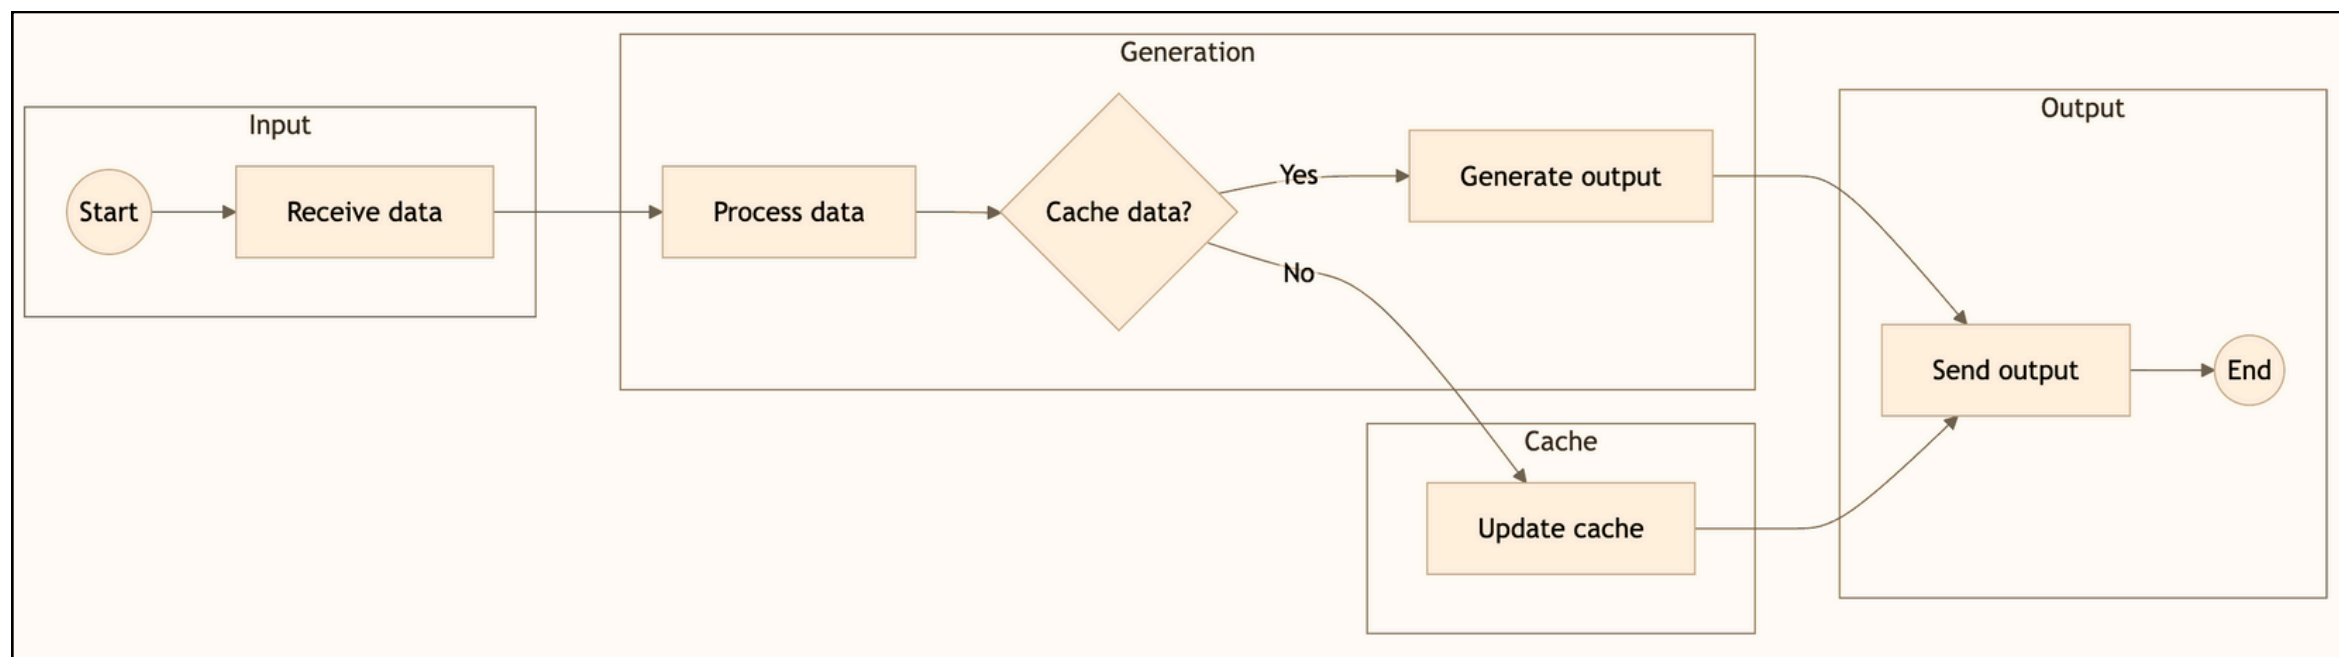 Input
Start
Receive data
Generation
Process data
Cache data?
Yes
No
Generate output
Cache
Update cache
Output
Send output
End